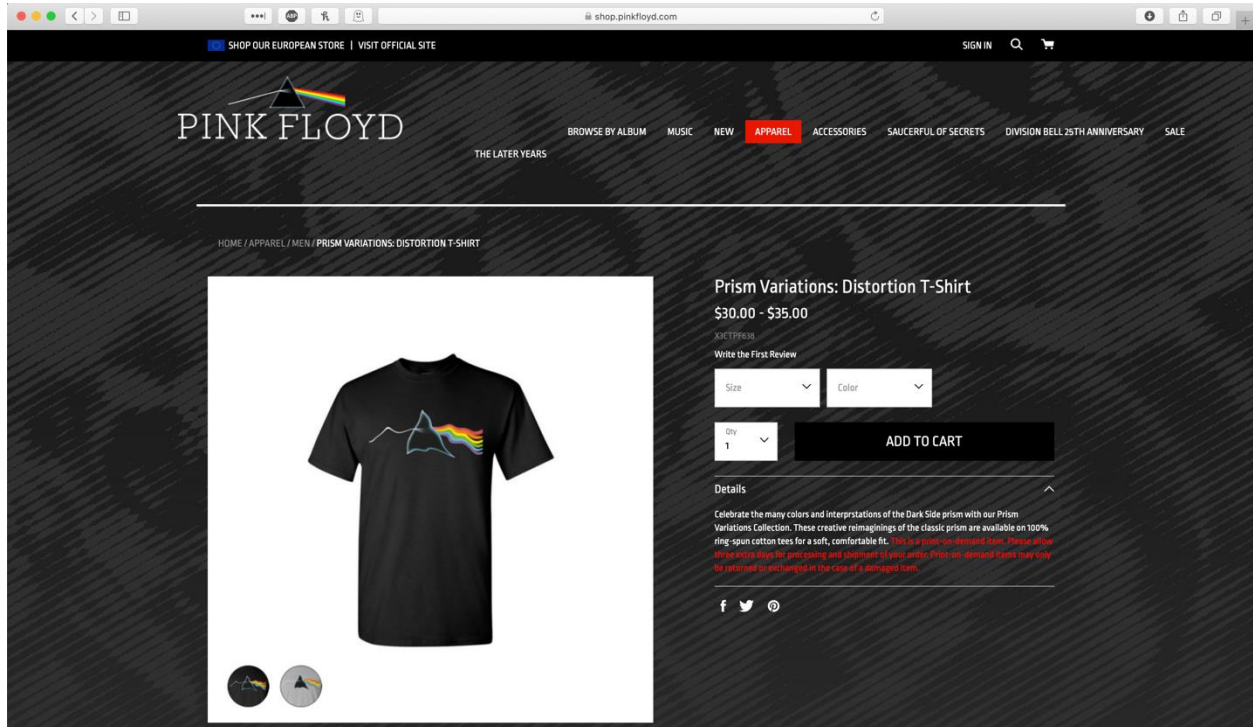 shop.pinkfloyd.com
ABP
SHOP OUR EUROPEAN STORE | VISIT OFFICIAL SITE
SIGN IN
PINK FLOYD
BROWSE BY ALBUM MUSIC NEW APPAREL ACCESSORIES SAUCERFUL OF SECRETS DIVISION BELL 25TH ANNIVERSARY SALE
THE LATER YEARS
HOME / APPAREL / MEN / PRISM VARIATIONS: DISTORTION T-SHIRT
Prism Variations: Distortion T-Shirt
$30.00 - $35.00
X3CTPF638
Write the First Review
Size Color
Qty
1
ADD TO CART
Details
Celebrate the many colors and interprstations of the Dark Side prism with our Prism
Variations Collection. These creative reimaginings of the classic prism are available on 100%
ring-spun cotton tees for a soft, comfortable fit. This is a print-on-demand item. Please allow
three extra days for processing and shipment of your order. Print-on-demand items may only
be returned or exchanged in the case of a damaged item.